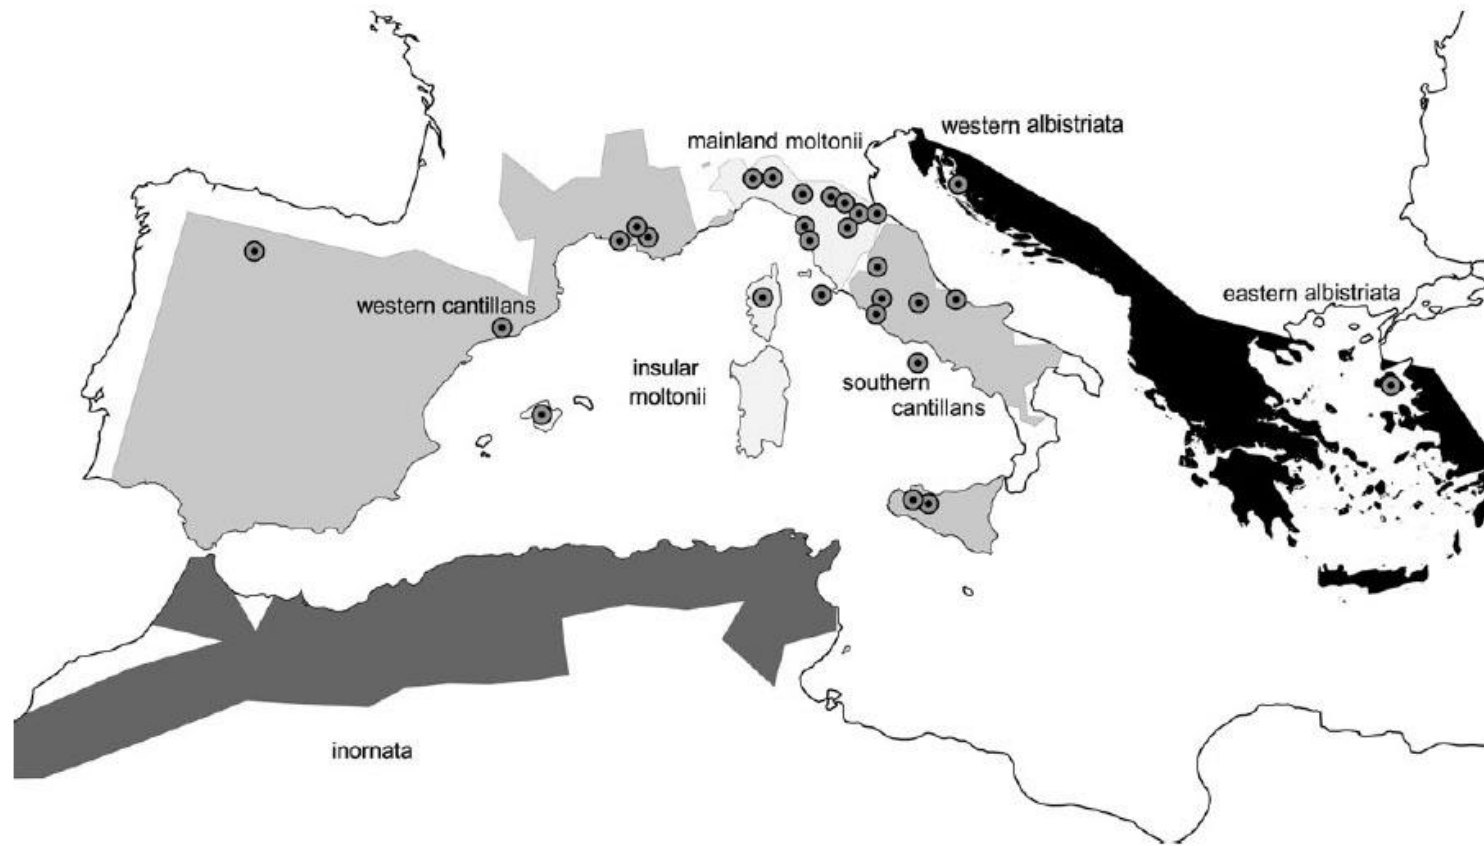 western albistriata
mainland moltonii
eastern albistriata
western cantillans
insular
moltonii
southern
cantillans
inornata